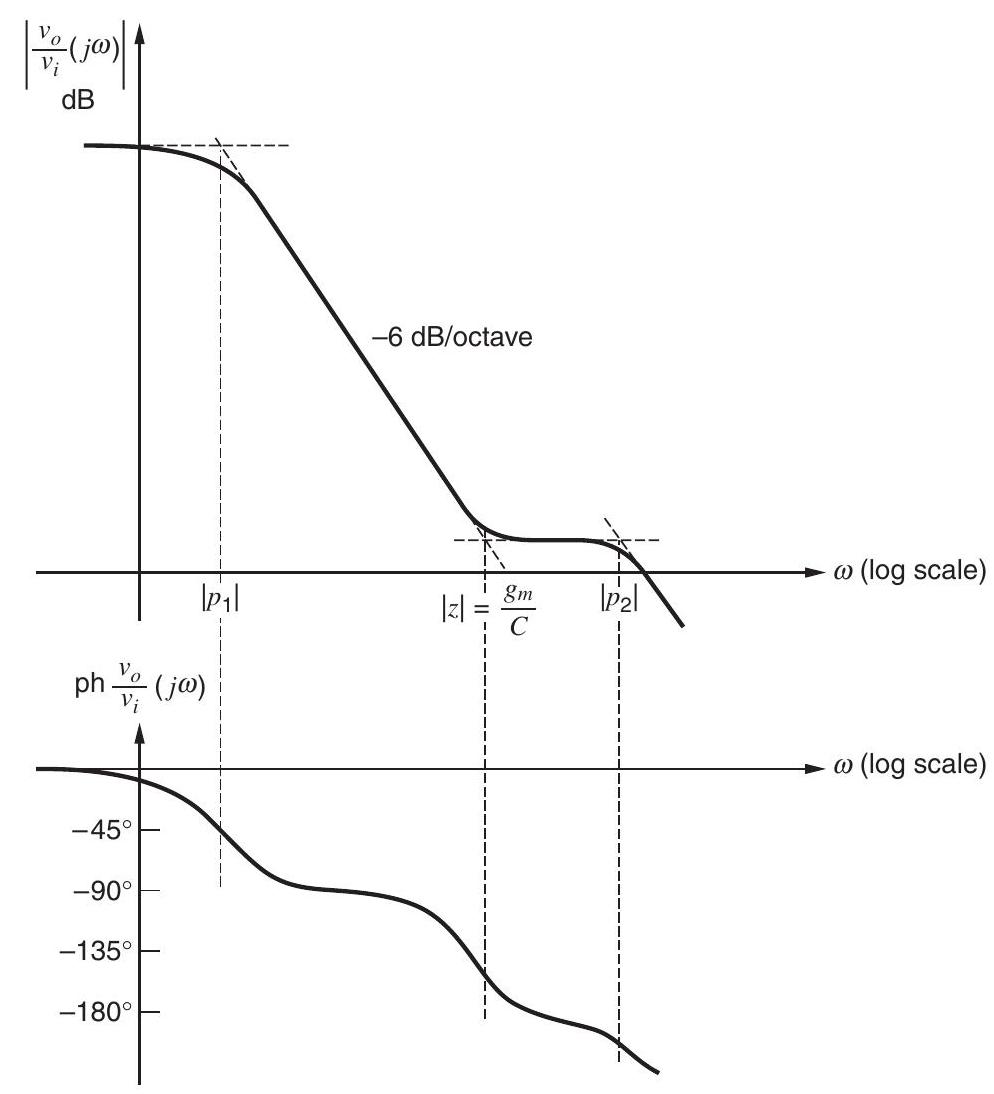 |v_o/v_i (jω)|
dB
–6 dB/octave
ω (log scale)
|p_1|
|z| = g_m/C
|p_2|
ph v_o/v_i (jω)
ω (log scale)
–45°
–90°
–135°
–180°